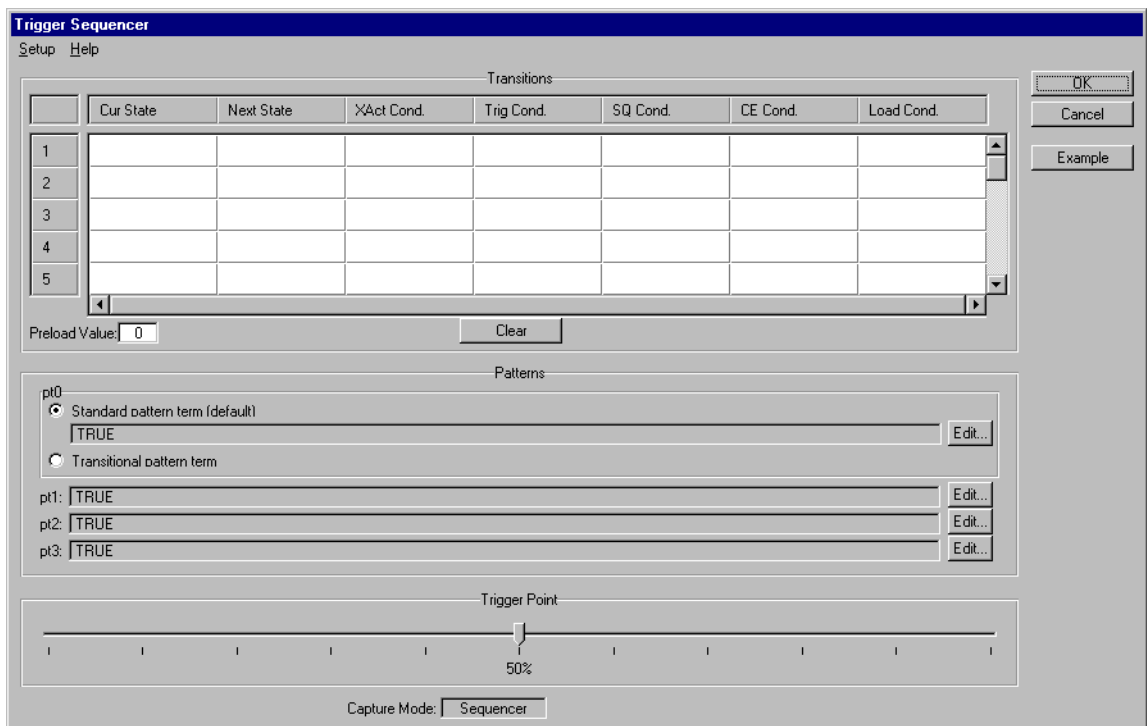 Trigger Sequencer
Setup Help
Transitions
Cur State Next State XAct Cond. Trig Cond. SQ Cond. CE Cond. Load Cond.
1
2
3
4
5
Preload Value: 0
Clear
OK
Cancel
Example
Patterns
pt0
Standard pattern term (default)
TRUE Edit...
Transitional pattern term
pt1: TRUE Edit...
pt2: TRUE Edit...
pt3: TRUE Edit...
Trigger Point
50%
Capture Mode: Sequencer